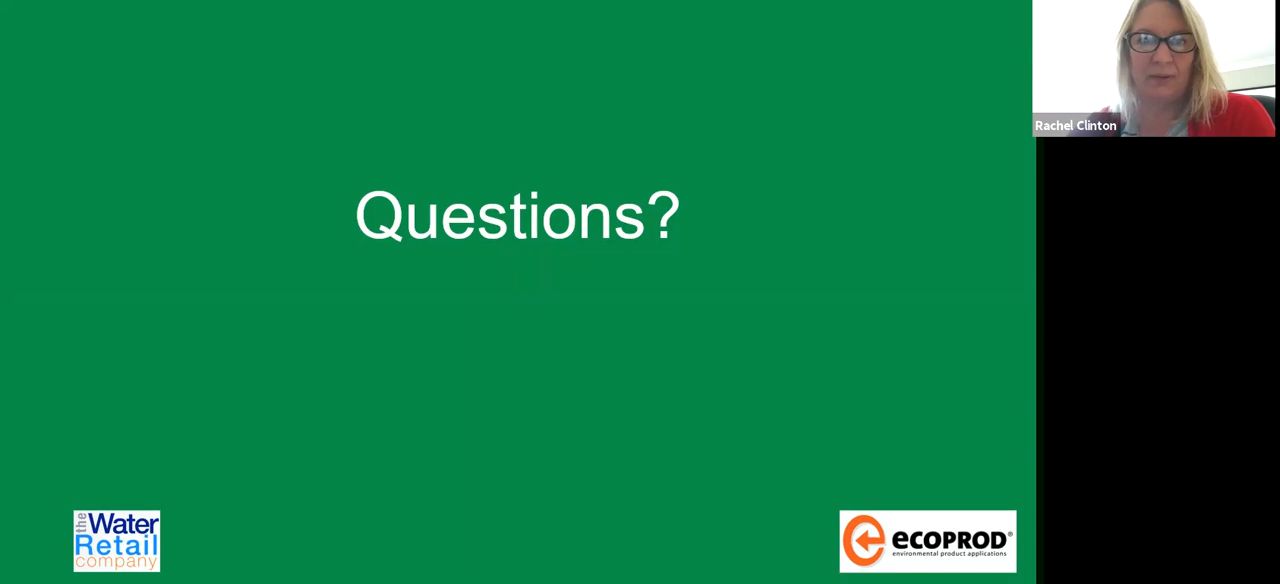 Rachel Clinton
Questions?
the
Water
Retail
company
ecoprod®
environmental product applications